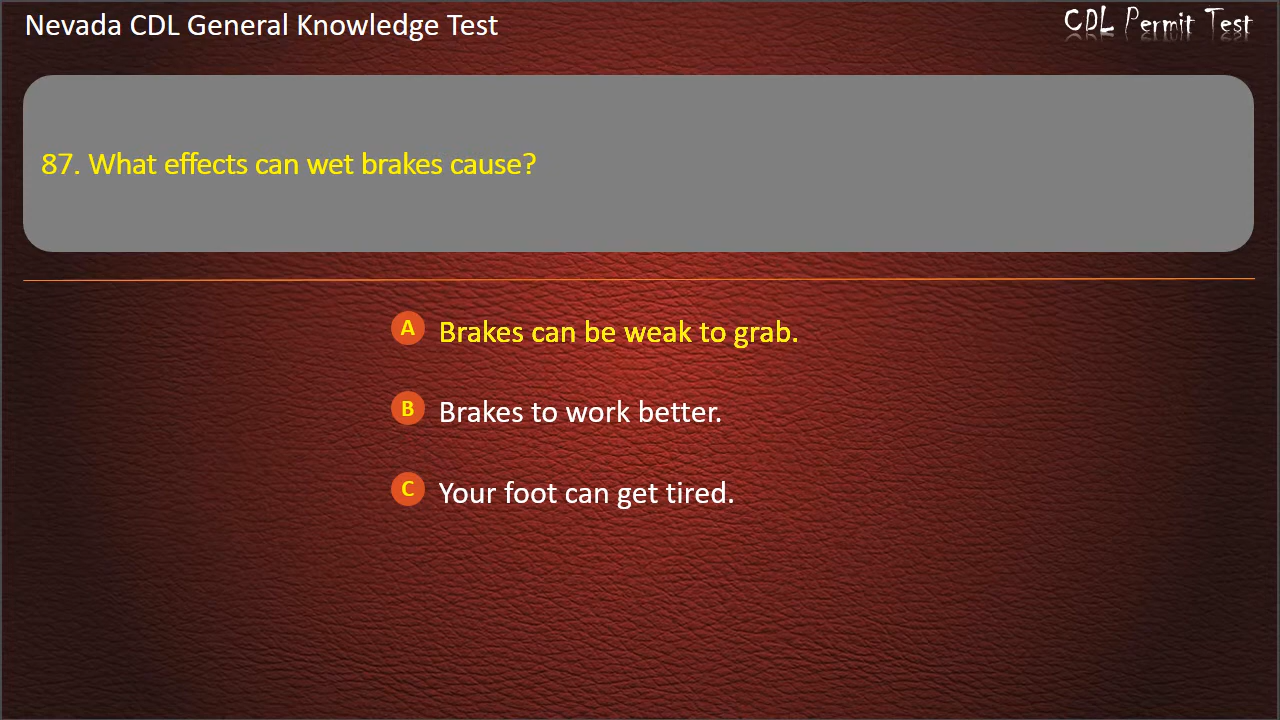 Nevada CDL General Knowledge Test
CDL Permit Test
87. What effects can wet brakes cause?
A Brakes can be weak to grab.
B Brakes to work better.
C Your foot can get tired.